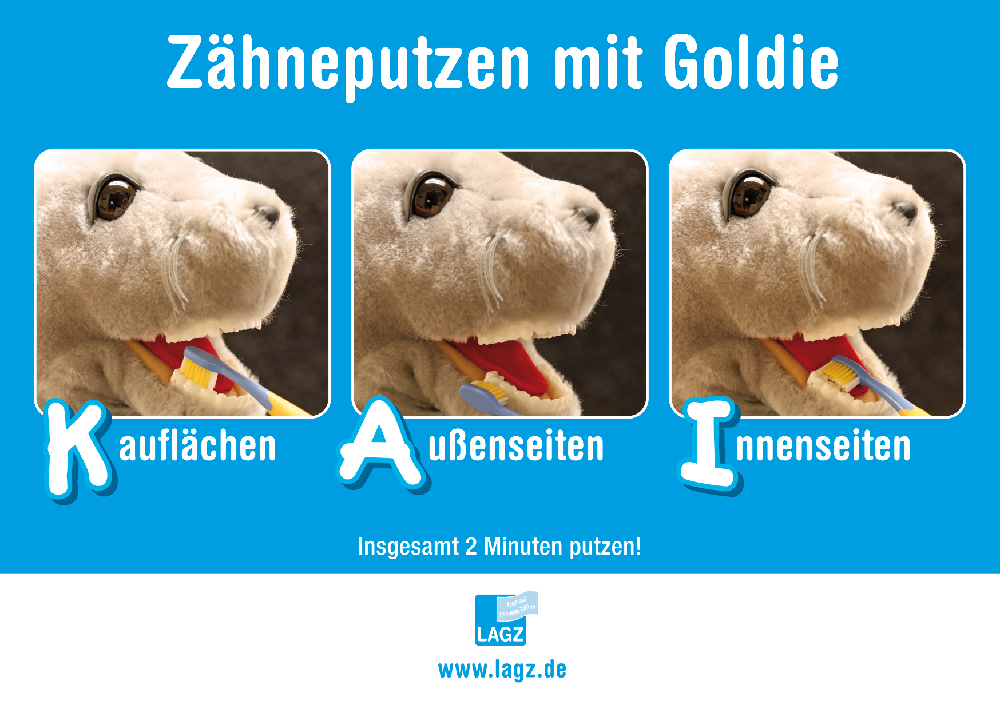 Zähneputzen mit Goldie
Kauflächen
Außenseiten
Innenseiten
Insgesamt 2 Minuten putzen!
Lust auf
gesunde Zähne
LAGZ
www.lagz.de